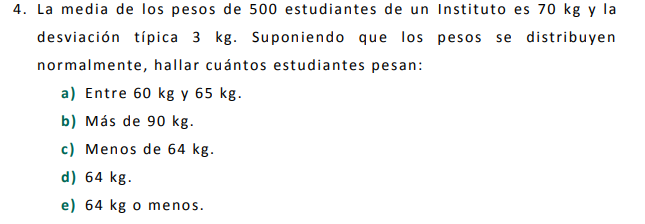 4. La media de los pesos de 500 estudiantes de un Instituto es 70 kg y la
desviación típica 3 kg. Suponiendo que los pesos se distribuyen
normalmente, hallar cuántos estudiantes pesan:
a) Entre 60 kg y 65 kg.
b) Más de 90 kg.
c) Menos de 64 kg.
d) 64 kg.
e) 64 kg o menos.